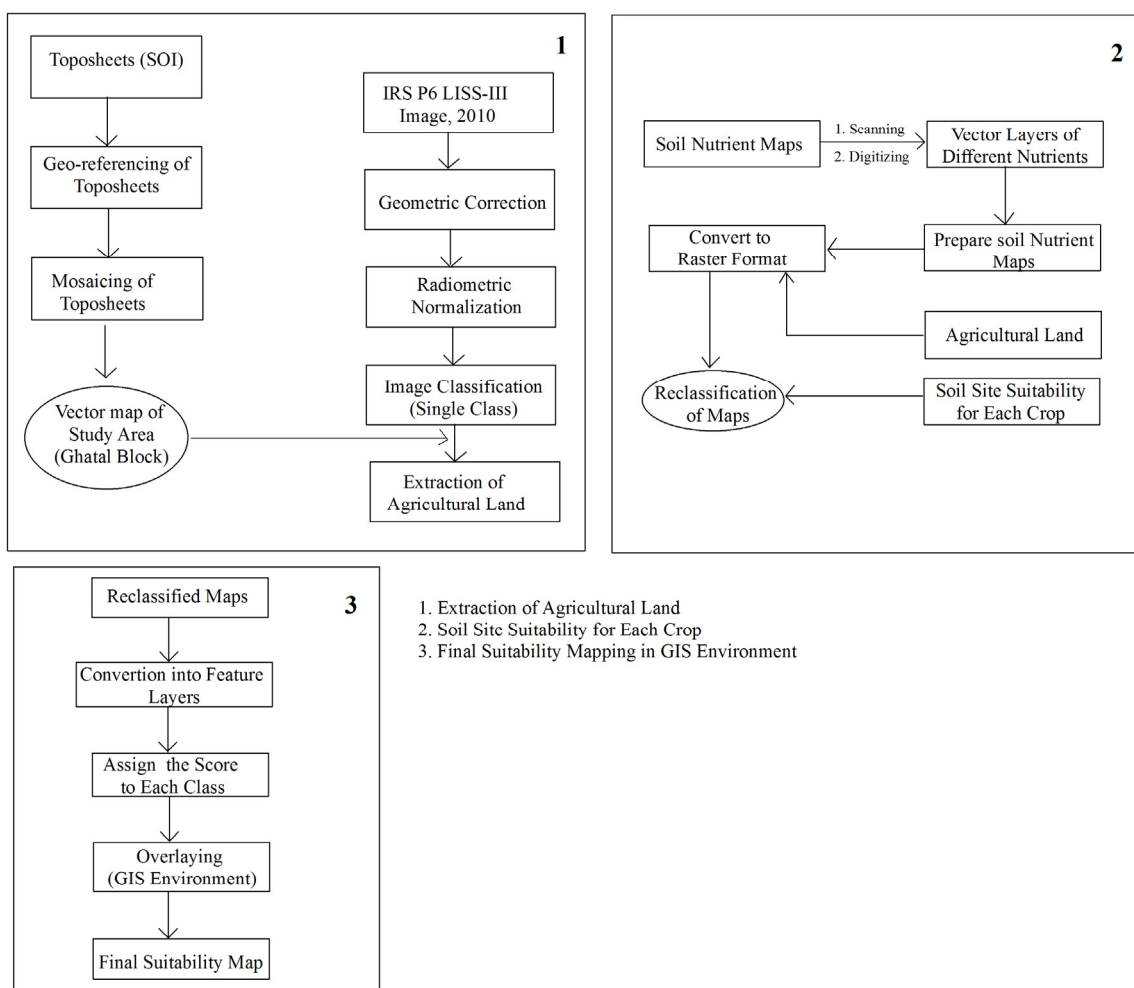 1
Toposheets (SOI)
Geo-referencing of
Toposheets
Mosaicing of
Toposheets
Vector map of
Study Area
(Ghatal Block)
IRS P6 LISS-III
Image, 2010
Geometric Correction
Radiometric
Normalization
Image Classification
(Single Class)
Extraction of
Agricultural Land
2
Soil Nutrient Maps
1. Scanning
2. Digitizing
Vector Layers of
Different Nutrients
Prepare soil Nutrient
Maps
Convert to
Raster Format
Agricultural Land
Soil Site Suitability
for Each Crop
Reclassification
of Maps
3
Reclassified Maps
Convertion into Feature
Layers
Assign the Score
to Each Class
Overlaying
(GIS Environment)
Final Suitability Map
1. Extraction of Agricultural Land
2. Soil Site Suitability for Each Crop
3. Final Suitability Mapping in GIS Environment